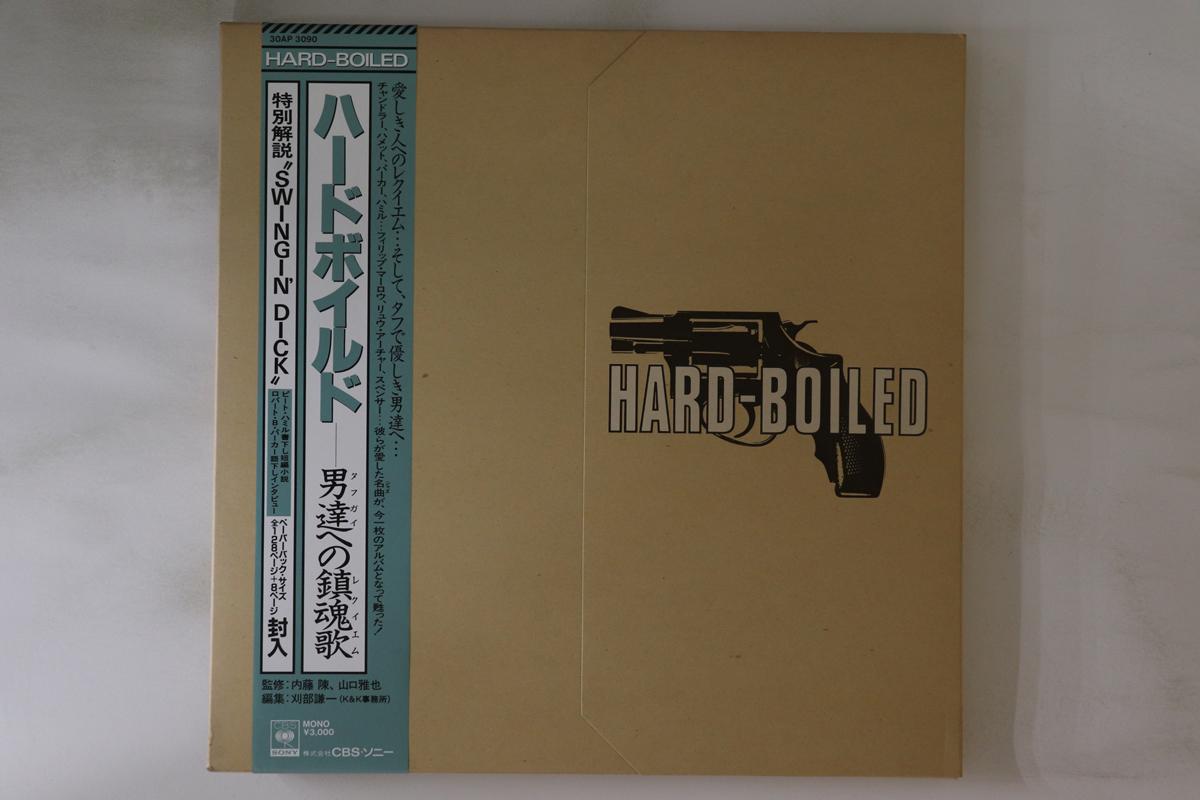 30AP 3090
HARD-BOILED
愛しき人へのレクイエム…そして、タフで優しき男達へ…
チャンドラー、ハメット、パーカー、ハミル…フィリップ・マーロウ、リュウ・アーチャー、スペンサー…彼らが愛した名曲が、今一枚のアルバムとなって甦った!
ジャズ
ハードボイルド——男達への鎮魂歌
タフガイ
レクイエム
特別解説"SWINGIN' DICK"
ピート・ハミル書下し短編小説
ロバート・B・パーカー語下しインタビュー
ペーパーバック・サイズ
全128ページ+8ページ
封入
監修:内藤 陳、山口雅也
編集:刈部謙一(K&K事務所)
CBS
SONY
MONO
¥3,000
株式会社CBS・ソニー
HARD-BOILED